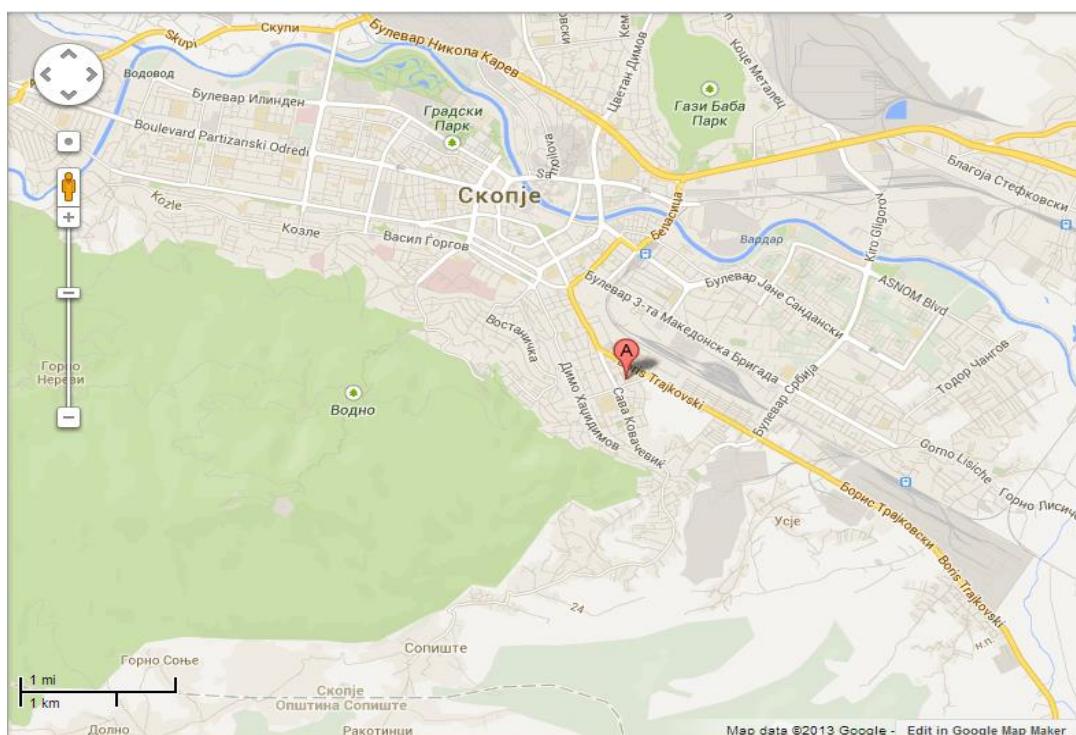 Скупи
Skupi
Булевар Никола Карев
Водовод
Булевар Илинден
Boulevard Partizanski Odredi
Градски
Парк
Цветан Димов
Коце Металец
Гази Баба
Парк
Благоја Стефковски
Скопје
Kozle
Козле
Васил Ѓоргов
Беласица
Вардар
Kiro Gligorov
ASNOM Blvd
Булевар 3-та Македонска Бригада
Булевар Јане Сандански
Востаничка
Димо Хаџидимов
Сава Ковачевиќ
A
Boris Trajkovski
Булевар Србија
Тодор Чангов
Горно
Нерези
Водно
Gorno Lisiche
Горно Лисиче
Усје
Борис Трајковски
Boris Trajkovski
24
н.п.
Сопиште
Горно Соње
Скопје
Општина Сопиште
Долно
Ракотинци
1 mi
1 km
Map data ©2013 Google -
Edit in Google Map Maker